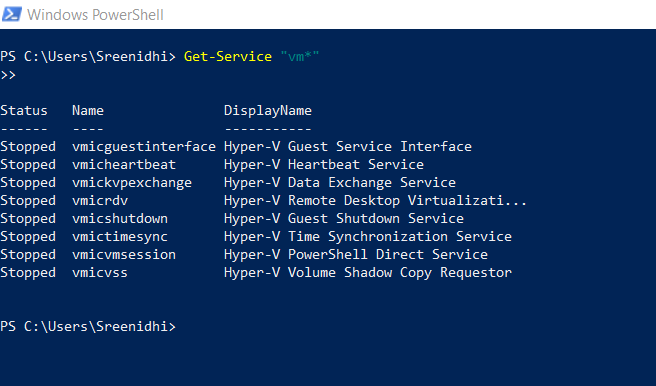 Windows PowerShell
PS C:\Users\Sreenidhi> Get-Service "vm*"
>>
Status   Name               DisplayName
------   ----               -----------
Stopped  vmicguestinterface Hyper-V Guest Service Interface
Stopped  vmicheartbeat      Hyper-V Heartbeat Service
Stopped  vmickvpexchange    Hyper-V Data Exchange Service
Stopped  vmicrdv            Hyper-V Remote Desktop Virtualizati...
Stopped  vmicshutdown       Hyper-V Guest Shutdown Service
Stopped  vmictimesync       Hyper-V Time Synchronization Service
Stopped  vmicvmsession      Hyper-V PowerShell Direct Service
Stopped  vmicvss            Hyper-V Volume Shadow Copy Requestor
PS C:\Users\Sreenidhi>